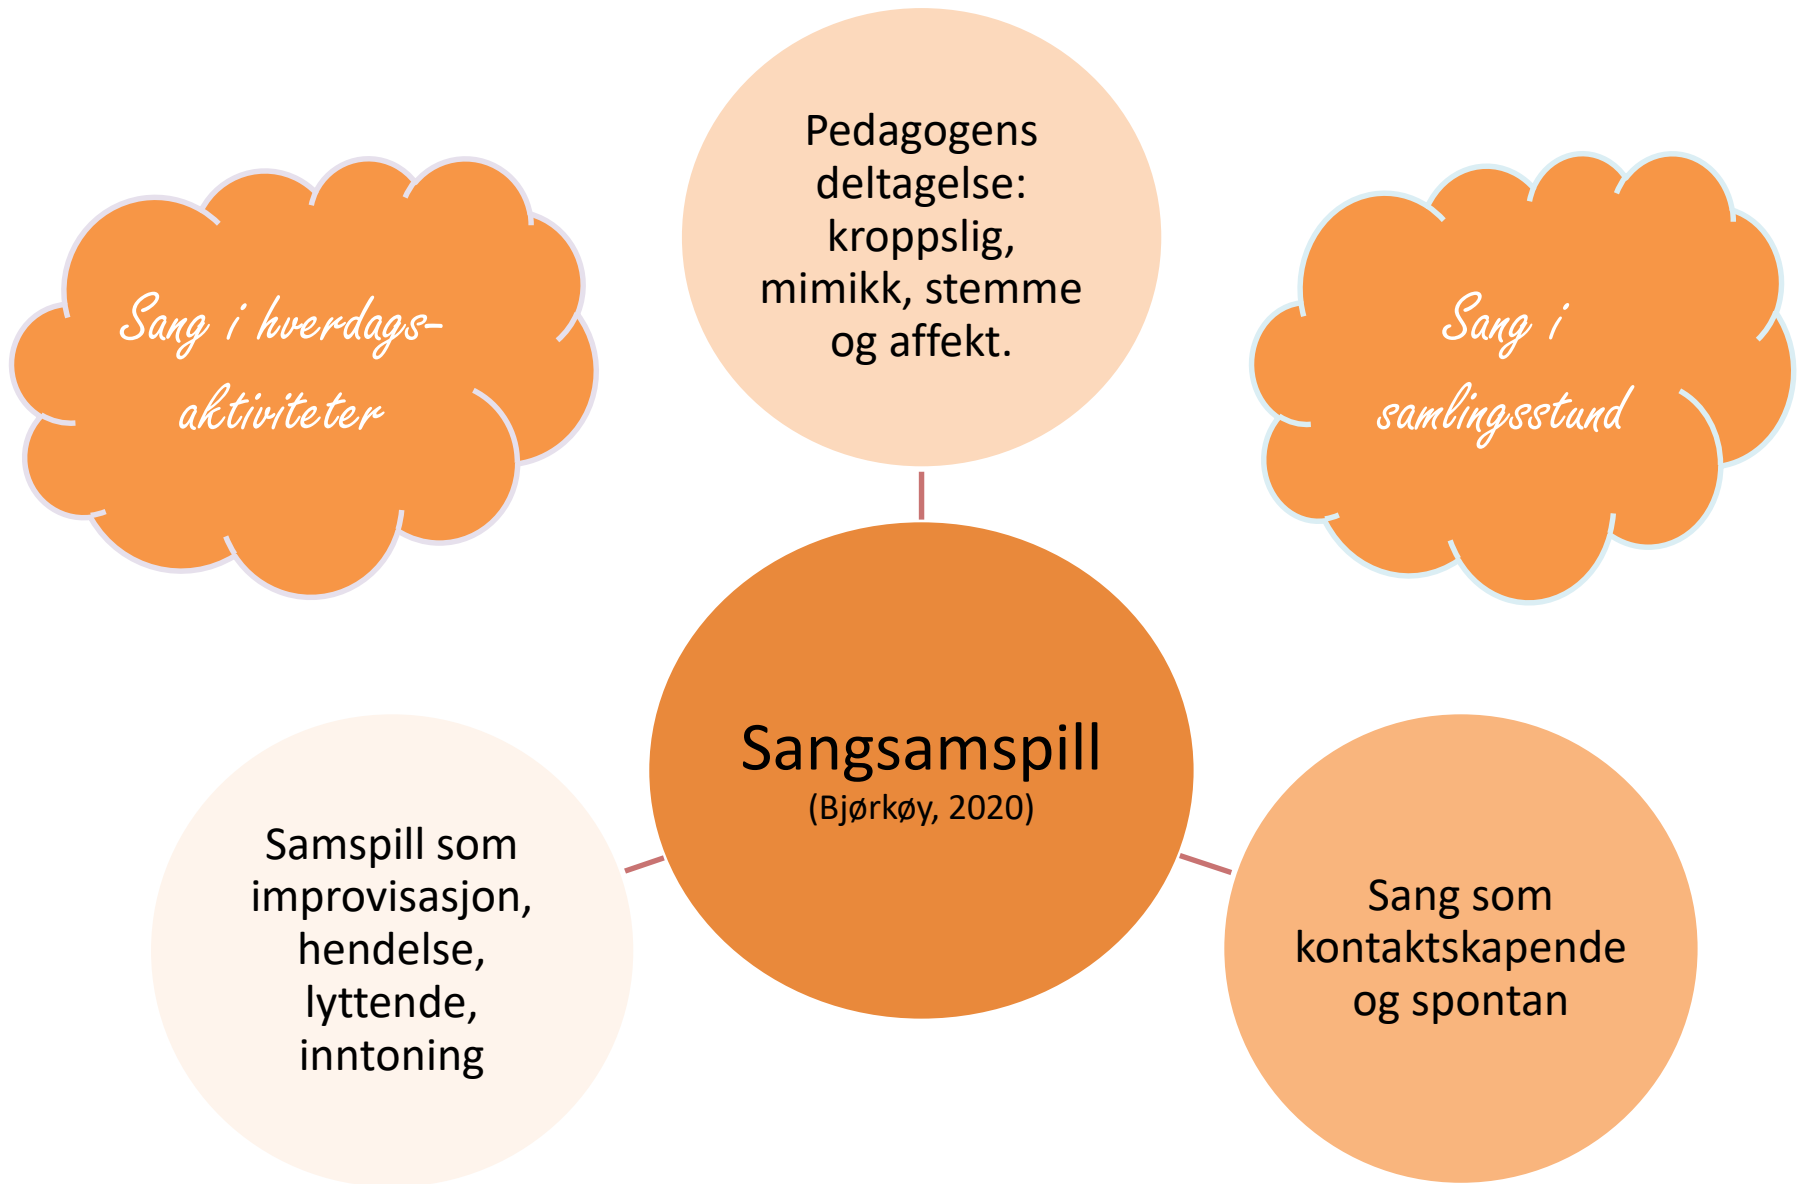 Pedagogens
deltagelse:
kroppslig,
mimikk, stemme
og affekt.
Sang i hverdags-
aktiviteter
Sang i
samlingsstund
Sangsamspill
(Bjørkøy, 2020)
Samspill som
improvisasjon,
hendelse,
lyttende,
inntoning
Sang som
kontaktskapende
og spontan